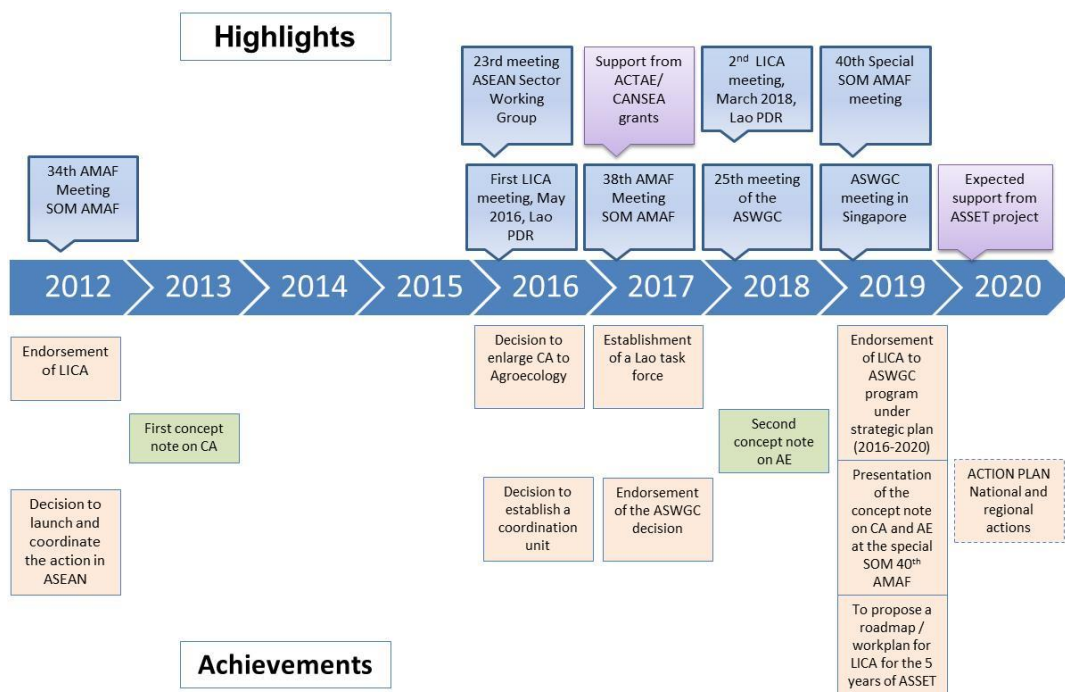 Highlights
23rd meeting
ASEAN Sector
Working
Group
Support from
ACTAE/
CANSEA
grants
2nd LICA
meeting,
March 2018,
Lao PDR
40th Special
SOM AMAF
meeting
34th AMAF
Meeting
SOM AMAF
First LICA
meeting, May
2016, Lao
PDR
38th AMAF
Meeting
SOM AMAF
25th meeting
of the
ASWGC
ASWGC
meeting in
Singapore
Expected
support from
ASSET project
2012
2013
2014
2015
2016
2017
2018
2019
2020
Endorsement
of LICA
Decision to
enlarge CA to
Agroecology
Establishment
of a Lao task
force
Endorsement
of LICA to
ASWGC
program
under
strategic plan
(2016-2020)
First concept
note on CA
Second
concept note
on AE
Decision to
launch and
coordinate
the action in
ASEAN
Decision to
establish a
coordination
unit
Endorsement
of the ASWGC
decision
Presentation
of the
concept note
on CA and AE
at the special
SOM 40th
AMAF
ACTION PLAN
National and
regional
actions
To propose a
roadmap /
workplan for
LICA for the 5
years of ASSET
Achievements